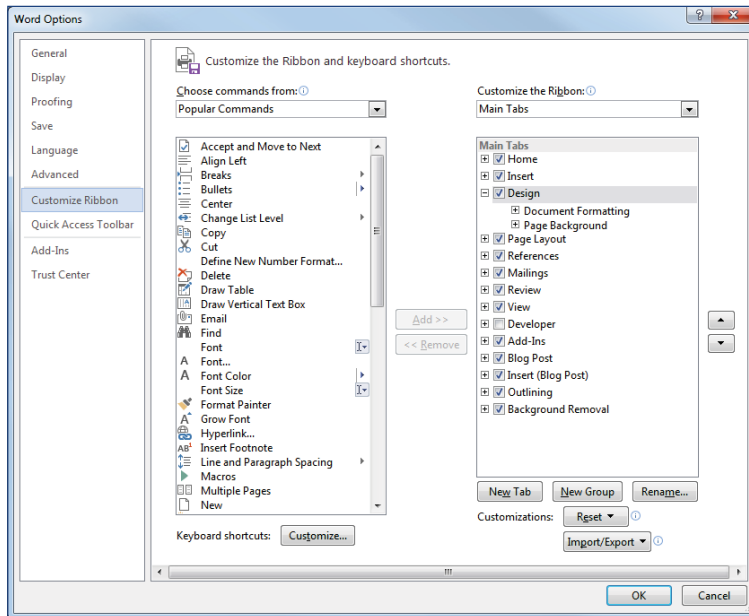 Word Options
General
Display
Proofing
Save
Language
Advanced
Customize Ribbon
Quick Access Toolbar
Add-Ins
Trust Center
Customize the Ribbon and keyboard shortcuts.
Choose commands from:
Popular Commands
Accept and Move to Next
Align Left
Breaks
Bullets
Center
Change List Level
Copy
Cut
Define New Number Format...
Delete
Draw Table
Draw Vertical Text Box
Email
Find
Font
Font...
Font Color
Font Size
Format Painter
Grow Font
Hyperlink...
Insert Footnote
Line and Paragraph Spacing
Macros
Multiple Pages
New
Keyboard shortcuts: Customize...
Add >>
<< Remove
Customize the Ribbon:
Main Tabs
Main Tabs
Home
Insert
Design
Document Formatting
Page Background
Page Layout
References
Mailings
Review
View
Developer
Add-Ins
Blog Post
Insert (Blog Post)
Outlining
Background Removal
New Tab New Group Rename...
Customizations: Reset
Import/Export
OK Cancel